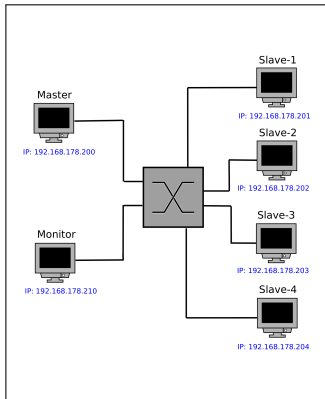 Master
IP: 192.168.178.200
Monitor
IP: 192.168.178.210
Slave-1
IP: 192.168.178.201
Slave-2
IP: 192.168.178.202
Slave-3
IP: 192.168.178.203
Slave-4
IP: 192.168.178.204